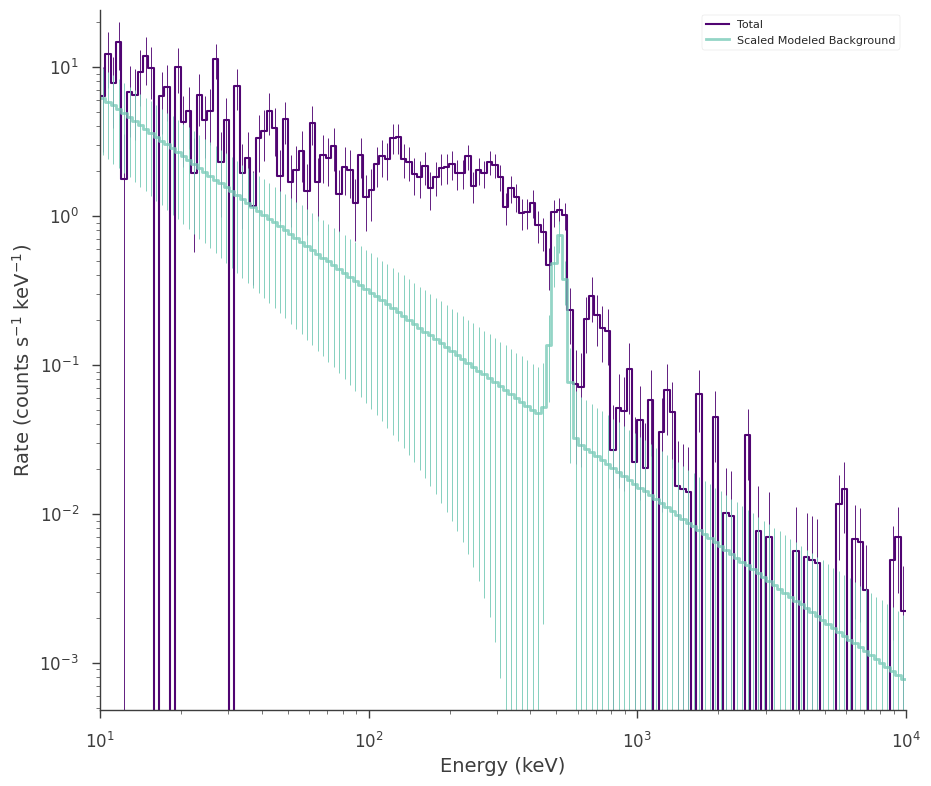 Total
Scaled Modeled Background
Rate (counts s⁻¹ keV⁻¹)
10¹
10⁰
10⁻¹
10⁻²
10⁻³
10¹ 10² 10³ 10⁴
Energy (keV)